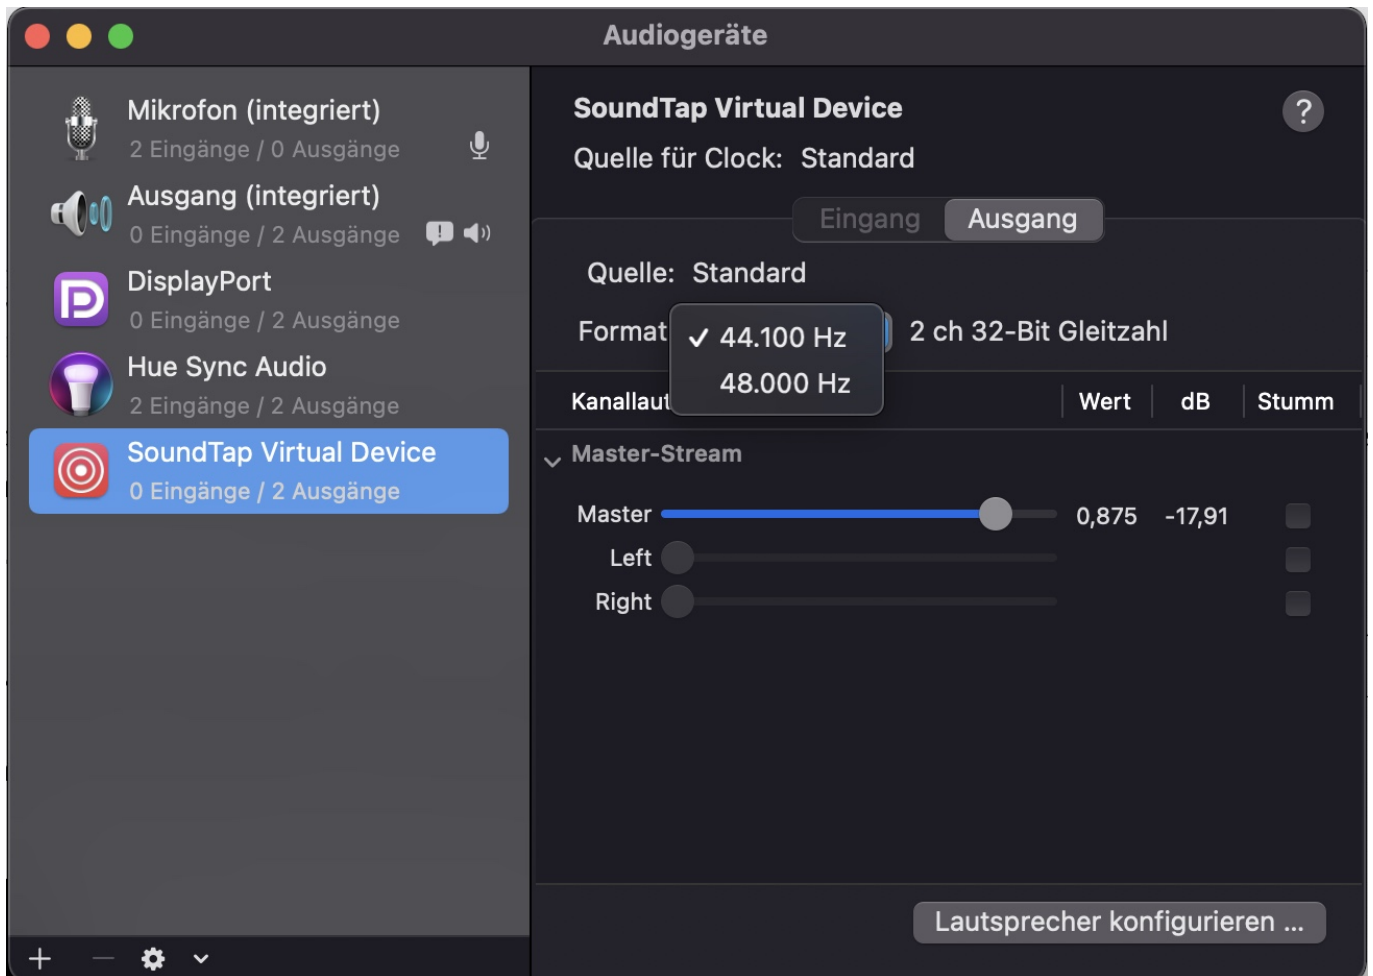 Audiogeräte
Mikrofon (integriert)
2 Eingänge / 0 Ausgänge
Ausgang (integriert)
0 Eingänge / 2 Ausgänge
DisplayPort
0 Eingänge / 2 Ausgänge
Hue Sync Audio
2 Eingänge / 2 Ausgänge
SoundTap Virtual Device
0 Eingänge / 2 Ausgänge
SoundTap Virtual Device
?
Quelle für Clock: Standard
Eingang Ausgang
Quelle: Standard
Format ✓ 44.100 Hz 2 ch 32-Bit Gleitzahl
48.000 Hz
Kanallaut Wert dB Stumm
Master-Stream
Master 0,875 -17,91
Left
Right
Lautsprecher konfigurieren ...